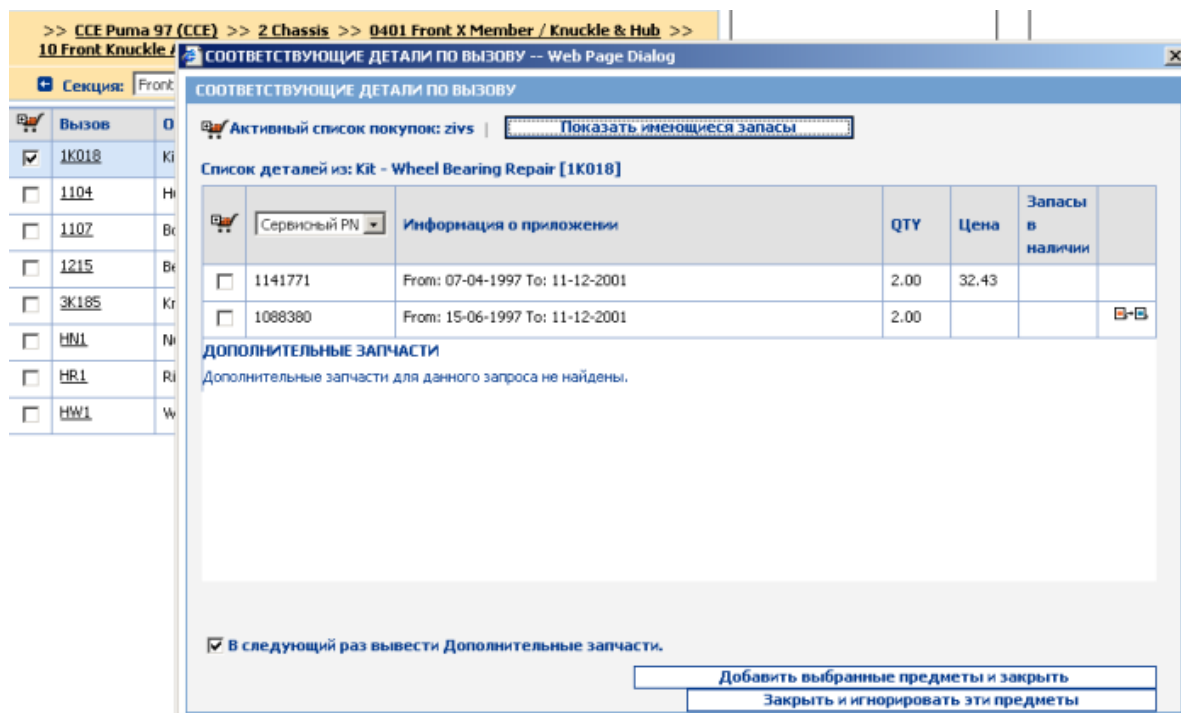 >> CCE Puma 97 (CCE) >> 2 Chassis >> 0401 Front X Member / Knuckle & Hub >>
10 Front Knuckle
СООТВЕТСТВУЮЩИЕ ДЕТАЛИ ПО ВЫЗОВУ -- Web Page Dialog
Секция: Front
СООТВЕТСТВУЮЩИЕ ДЕТАЛИ ПО ВЫЗОВУ
Вызов О
Активный список покупок: zivs | Показать имеющиеся запасы
1K018 Ki
Список деталей из: Kit - Wheel Bearing Repair [1K018]
1104
1107 Bo
1215 Be
3K185 Kr
HN1
HR1 Ri
HW1 W
Сервисный PN Информация о приложении QTY Цена Запасы в наличии
1141771 From: 07-04-1997 To: 11-12-2001 2.00 32.43
1088380 From: 15-06-1997 To: 11-12-2001 2.00
ДОПОЛНИТЕЛЬНЫЕ ЗАПЧАСТИ
Дополнительные запчасти для данного запроса не найдены.
В следующий раз вывести Дополнительные запчасти.
Добавить выбранные предметы и закрыть
Закрыть и игнорировать эти предметы